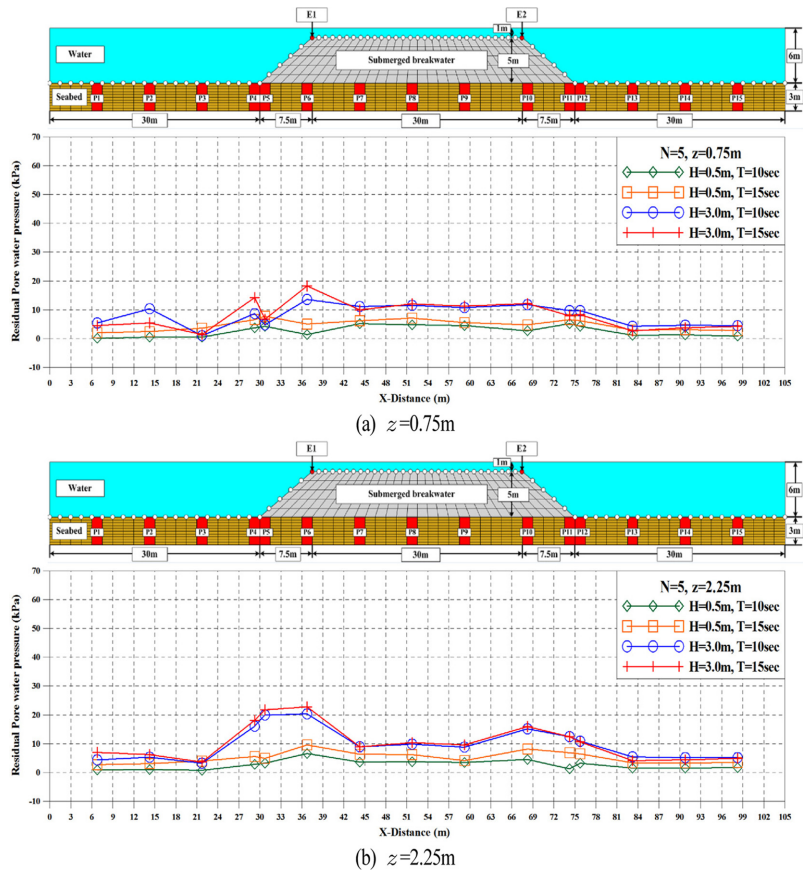 E1 E2
1m
Water Submerged breakwater 5m 6m
Seabed P1 P2 P3 P4 P5 P6 P7 P8 P9 P10 P11 P12 P13 P14 P15 3m
30m 7.5m 30m 7.5m 30m
N=5, z=0.75m
H=0.5m, T=10sec
H=0.5m, T=15sec
H=3.0m, T=10sec
H=3.0m, T=15sec
Residual Pore water pressure (kPa)
70
60
50
40
30
20
10
0
-10
0 3 6 9 12 15 18 21 24 27 30 33 36 39 42 45 48 51 54 57 60 63 66 69 72 75 78 81 84 87 90 93 96 99 102 105
X-Distance (m)
(a) z=0.75m
E1 E2
1m
Water Submerged breakwater 5m 6m
Seabed P1 P2 P3 P4 P5 P6 P7 P8 P9 P10 P11 P12 P13 P14 P15 3m
30m 7.5m 30m 7.5m 30m
N=5, z=2.25m
H=0.5m, T=10sec
H=0.5m, T=15sec
H=3.0m, T=10sec
H=3.0m, T=15sec
Residual Pore water pressure (kPa)
70
60
50
40
30
20
10
0
-10
0 3 6 9 12 15 18 21 24 27 30 33 36 39 42 45 48 51 54 57 60 63 66 69 72 75 78 81 84 87 90 93 96 99 102 105
X-Distance (m)
(b) z=2.25m